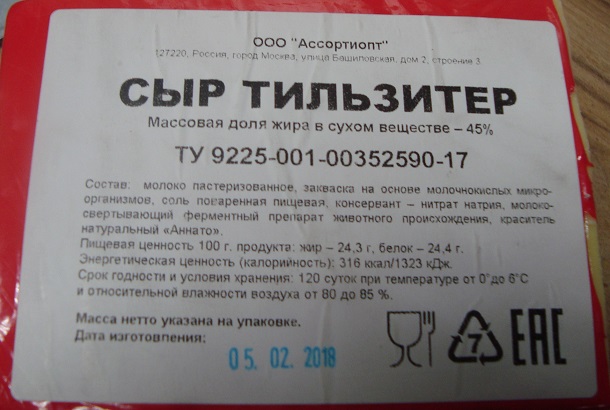 ООО "Ассортиопт"
127220, Россия, город Москва, улица Башиловская, дом 2, строение 3
СЫР ТИЛЬЗИТЕР
Массовая доля жира в сухом веществе – 45%
ТУ 9225-001-00352590-17
Состав: молоко пастеризованное, закваска на основе молочнокислых микро-
организмов, соль поваренная пищевая, консервант – нитрат натрия, молоко-
свертывающий ферментный препарат животного происхождения, краситель
натуральный «Аннато».
Пищевая ценность 100 г. продукта: жир – 24,3 г, белок – 24,4 г.
Энергетическая ценность (калорийность): 316 ккал/1323 кДж.
Срок годности и условия хранения: 120 суток при температуре от 0°до 6°С
и относительной влажности воздуха от 80 до 85 %.
Масса нетто указана на упаковке.
Дата изготовления:
05. 02. 2018
7
EAC